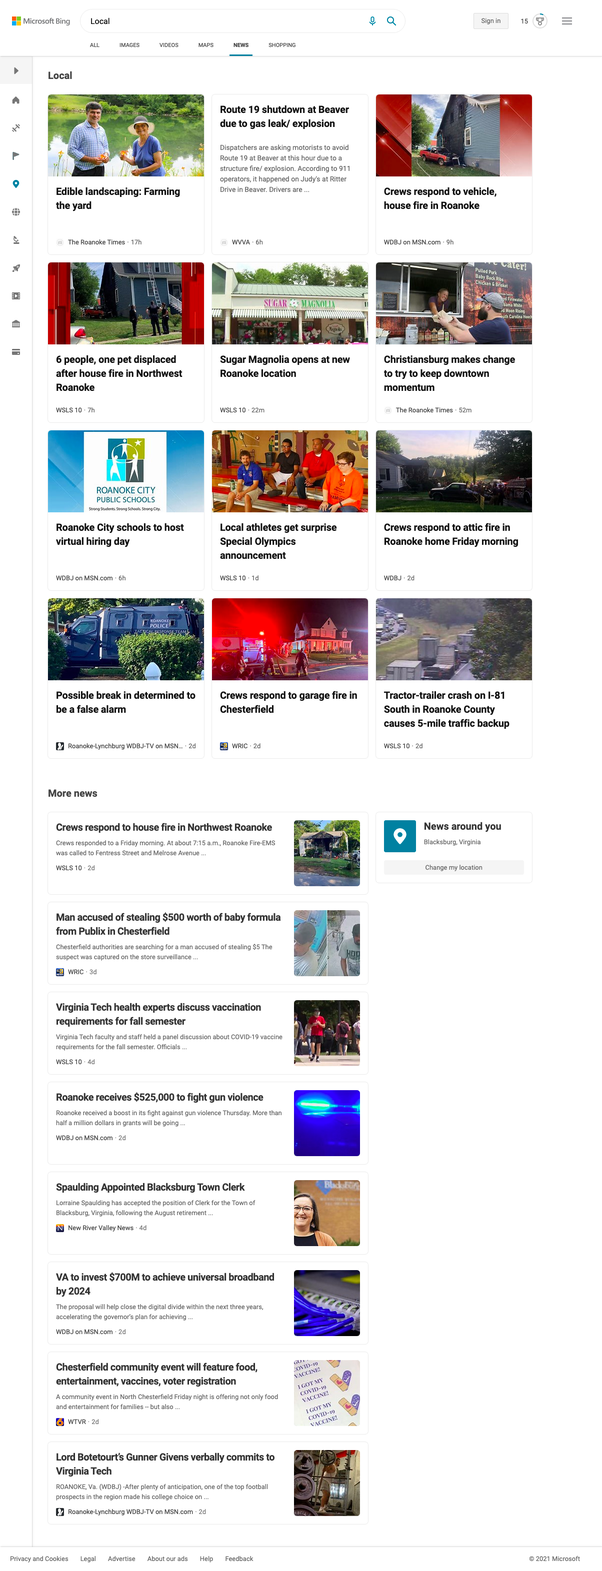 Microsoft Bing
Local
Sign in
15
ALL
IMAGES
VIDEOS
MAPS
NEWS
SHOPPING
Local
Edible landscaping: Farming
the yard
The Roanoke Times · 17h
Route 19 shutdown at Beaver
due to gas leak/ explosion
Dispatchers are asking motorists to avoid
Route 19 at Beaver at this hour due to a
structure fire/ explosion. According to 911
operators, it happened on Judy's at Ritter
Drive in Beaver. Drivers are ...
WVVA · 6h
Crews respond to vehicle,
house fire in Roanoke
WDBJ on MSN.com · 9h
6 people, one pet displaced
after house fire in Northwest
Roanoke
WSLS 10 · 7h
SUGAR MAGNOLIA
Sugar Magnolia opens at new
Roanoke location
WSLS 10 · 22m
Cater!
Christiansburg makes change
to try to keep downtown
momentum
The Roanoke Times · 52m
ROANOKE CITY
PUBLIC SCHOOLS
Strong Students. Strong Schools. Strong City.
Roanoke City schools to host
virtual hiring day
WDBJ on MSN.com · 6h
Local athletes get surprise
Special Olympics
announcement
WSLS 10 · 1d
Crews respond to attic fire in
Roanoke home Friday morning
WDBJ · 2d
POLICE
Possible break in determined to
be a false alarm
Roanoke-Lynchburg WDBJ-TV on MSN... · 2d
Crews respond to garage fire in
Chesterfield
WRIC · 2d
Tractor-trailer crash on I-81
South in Roanoke County
causes 5-mile traffic backup
WSLS 10 · 2d
More news
Crews respond to house fire in Northwest Roanoke
Crews responded to a Friday morning. At about 7:15 a.m., Roanoke Fire-EMS
was called to Fentress Street and Melrose Avenue ...
WSLS 10 · 2d
News around you
Blacksburg, Virginia
Change my location
Man accused of stealing $500 worth of baby formula
from Publix in Chesterfield
Chesterfield authorities are searching for a man accused of stealing $5 The
suspect was captured on the store surveillance ...
WRIC · 3d
Virginia Tech health experts discuss vaccination
requirements for fall semester
Virginia Tech faculty and staff held a panel discussion about COVID-19 vaccine
requirements for the fall semester. Officials ...
WSLS 10 · 4d
Roanoke receives $525,000 to fight gun violence
Roanoke received a boost in its fight against gun violence Thursday. More than
half a million dollars in grants will be going ...
WDBJ on MSN.com · 2d
Spaulding Appointed Blacksburg Town Clerk
Lorraine Spaulding has accepted the position of Clerk for the Town of
Blacksburg, Virginia, following the August retirement ...
New River Valley News · 4d
VA to invest $700M to achieve universal broadband
by 2024
The proposal will help close the digital divide within the next three years,
accelerating the governor's plan for achieving ...
WDBJ on MSN.com · 2d
Chesterfield community event will feature food,
entertainment, vaccines, voter registration
A community event in North Chesterfield Friday night is offering not only food
and entertainment for families – but also ...
WTVR · 2d
I GOT MY
COVID-19
VACCINE!
I GOT MY
COVID-19
VACCINE!
Lord Botetourt's Gunner Givens verbally commits to
Virginia Tech
ROANOKE, Va. (WDBJ) -After plenty of anticipation, one of the top football
prospects in the region made his college choice on ...
Roanoke-Lynchburg WDBJ-TV on MSN.com · 2d
Privacy and Cookies
Legal
Advertise
About our ads
Help
Feedback
© 2021 Microsoft